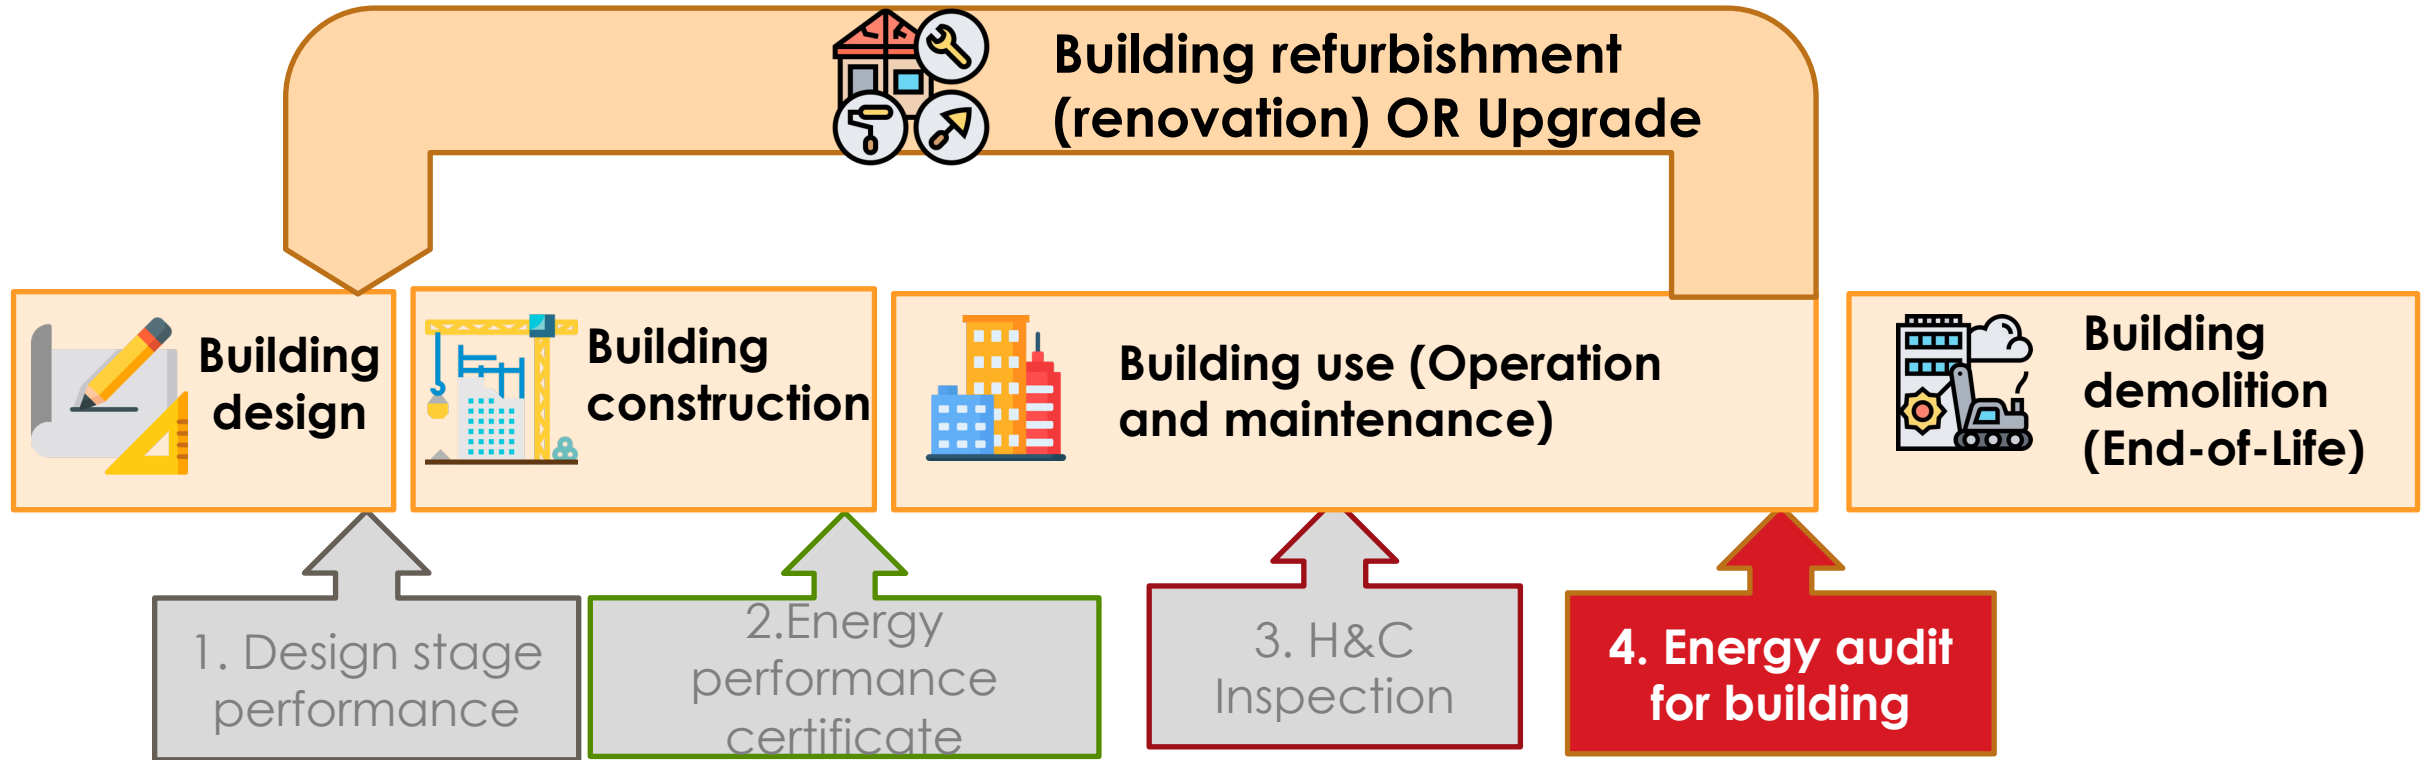 Building refurbishment
(renovation) OR Upgrade
Building
design
Building
construction
Building use (Operation
and maintenance)
Building
demolition
(End-of-Life)
1. Design stage
performance
2.Energy
performance
certificate
3. H&C
Inspection
4. Energy audit
for building